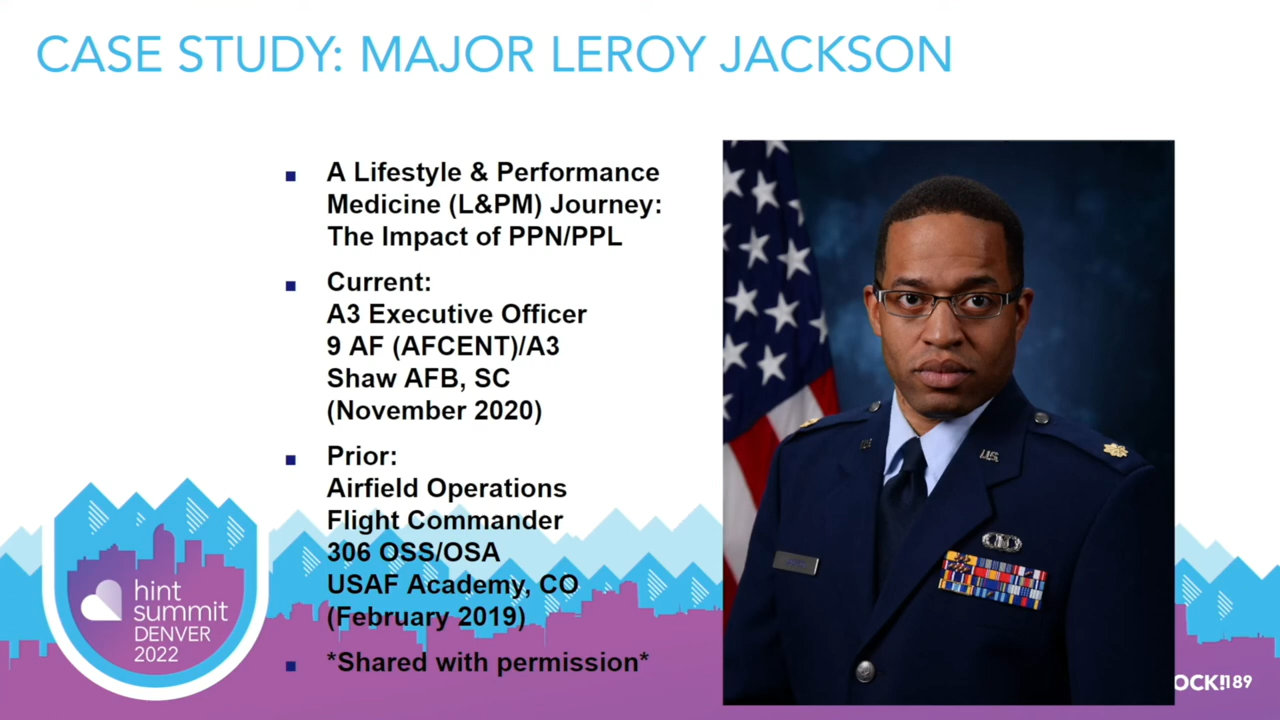 CASE STUDY: MAJOR LEROY JACKSON
A Lifestyle & Performance
Medicine (L&PM) Journey:
The Impact of PPN/PPL
Current:
A3 Executive Officer
9 AF (AFCENT)/A3
Shaw AFB, SC
(November 2020)
Prior:
Airfield Operations
Flight Commander
306 OSS/OSA
USAF Academy, CO
(February 2019)
*Shared with permission*
U.S.
hint
summit
DENVER
2022
OCK!189